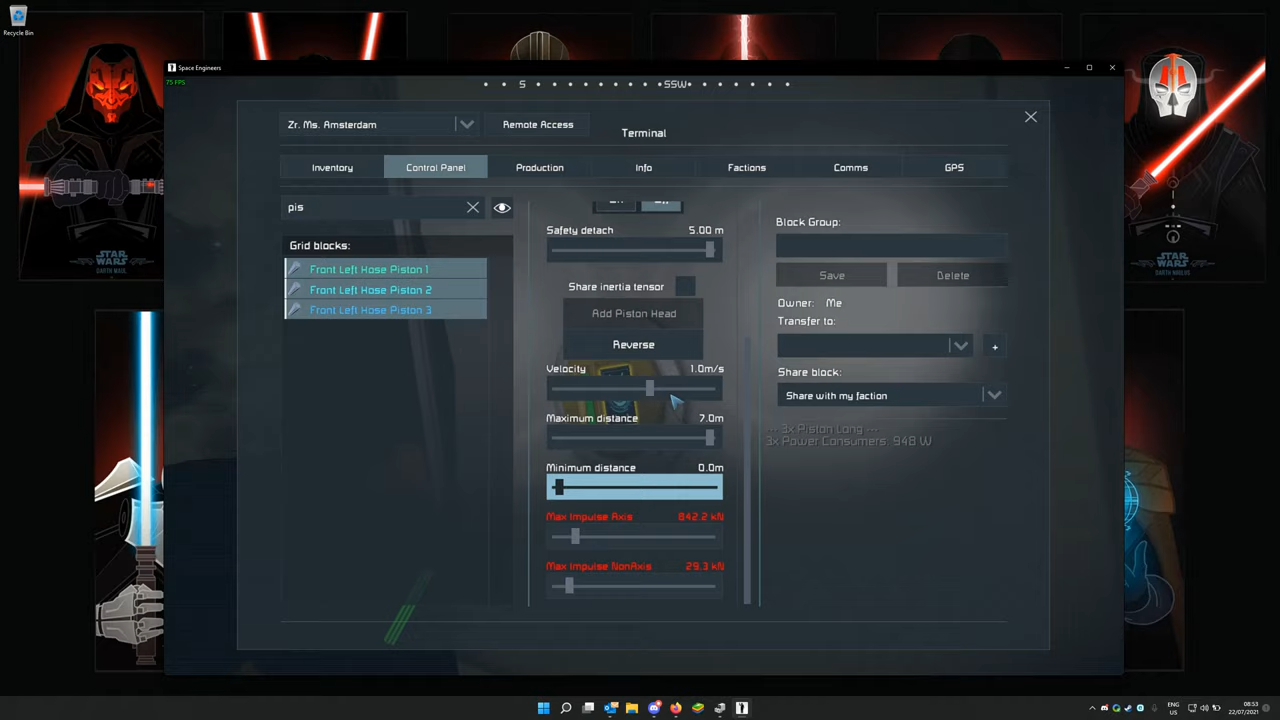 Recycle Bin
Space Engineers
75 FPS
S
SSW
Zr. Ms. Amsterdam
Remote Access
Terminal
Inventory
Control Panel
Production
Info
Factions
Comms
GPS
pis
Grid blocks:
Front Left Hose Piston 1
Front Left Hose Piston 2
Front Left Hose Piston 3
Safety detach 5.00 m
Share inertia tensor
Add Piston Head
Reverse
Velocity 1.0m/s
Maximum distance 7.0m
Minimum distance 0.0m
Max Impulse Axis 842.2 kN
Max Impulse NonAxis 29.3 kN
Block Group:
Save
Delete
Owner: Me
Transfer to:
+
Share block:
Share with my faction
--- 3x Piston Long ---
3x Power Consumers: 948 W
STAR WARS
DARTH MAUL
STAR WARS
STAR WARS
ENG
US
08:53
22/07/2021